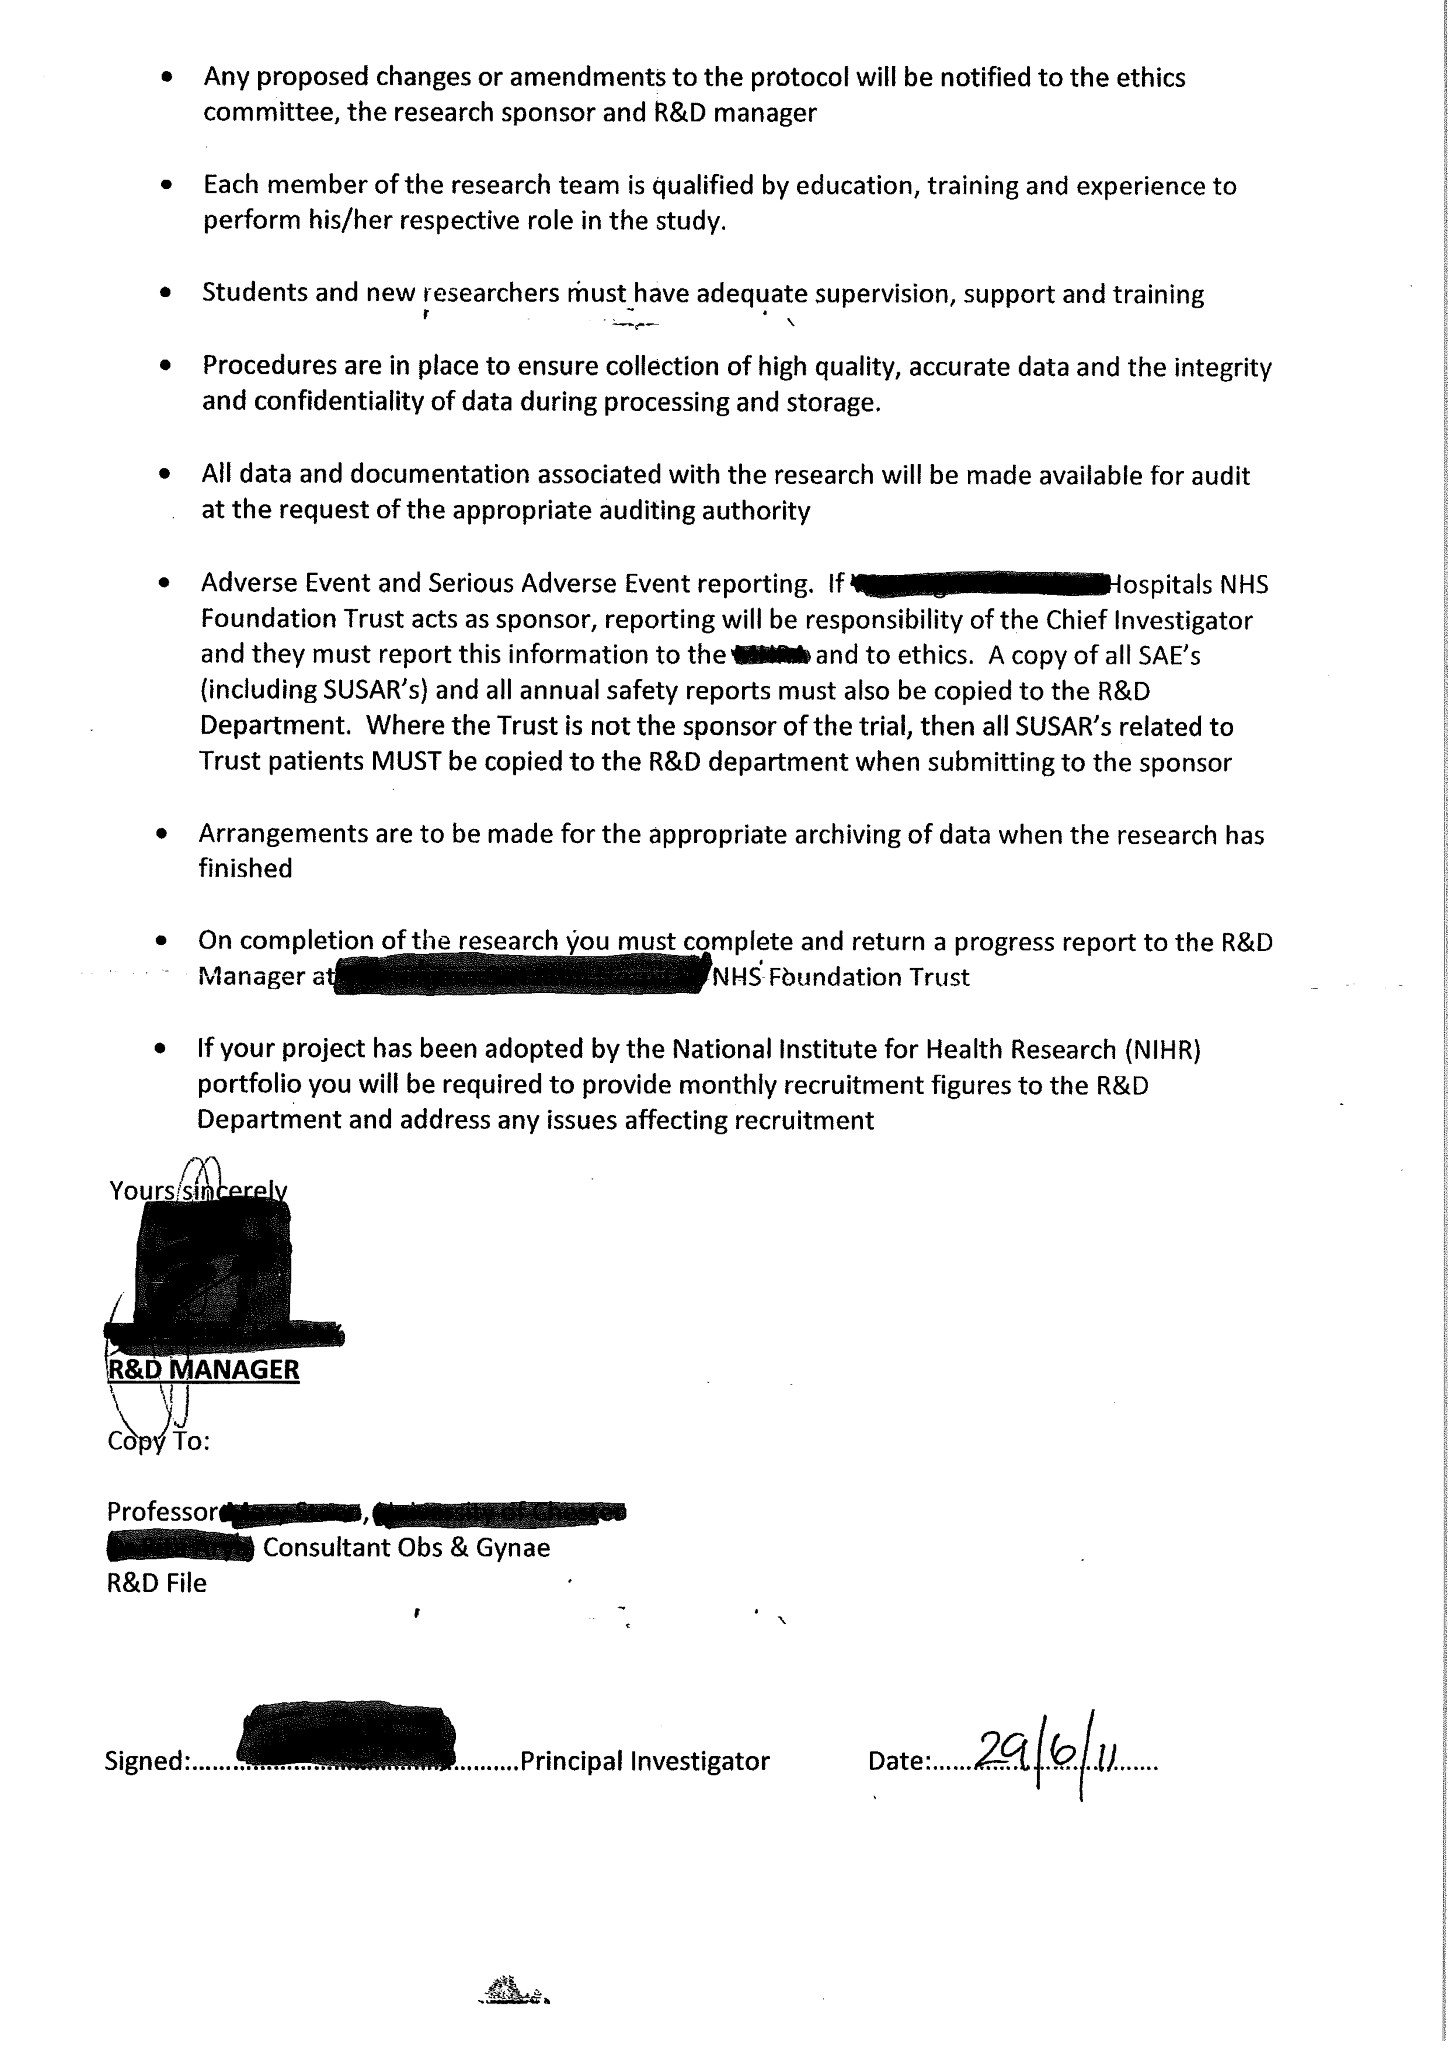 • Any proposed changes or amendments to the protocol will be notified to the ethics
committee, the research sponsor and R&D manager
• Each member of the research team is qualified by education, training and experience to
perform his/her respective role in the study.
• Students and new researchers must have adequate supervision, support and training
• Procedures are in place to ensure collection of high quality, accurate data and the integrity
and confidentiality of data during processing and storage.
• All data and documentation associated with the research will be made available for audit
at the request of the appropriate auditing authority
• Adverse Event and Serious Adverse Event reporting. If Hospitals NHS
Foundation Trust acts as sponsor, reporting will be responsibility of the Chief Investigator
and they must report this information to the and to ethics. A copy of all SAE's
(including SUSAR's) and all annual safety reports must also be copied to the R&D
Department. Where the Trust is not the sponsor of the trial, then all SUSAR's related to
Trust patients MUST be copied to the R&D department when submitting to the sponsor
• Arrangements are to be made for the appropriate archiving of data when the research has
finished
• On completion of the research you must complete and return a progress report to the R&D
Manager at NHS Foundation Trust
• If your project has been adopted by the National Institute for Health Research (NIHR)
portfolio you will be required to provide monthly recruitment figures to the R&D
Department and address any issues affecting recruitment
Yours sincerely
R&D MANAGER
Copy To:
Professor ,
Consultant Obs & Gynae
R&D File
Signed:....................Principal Investigator Date:......29/6/11.......